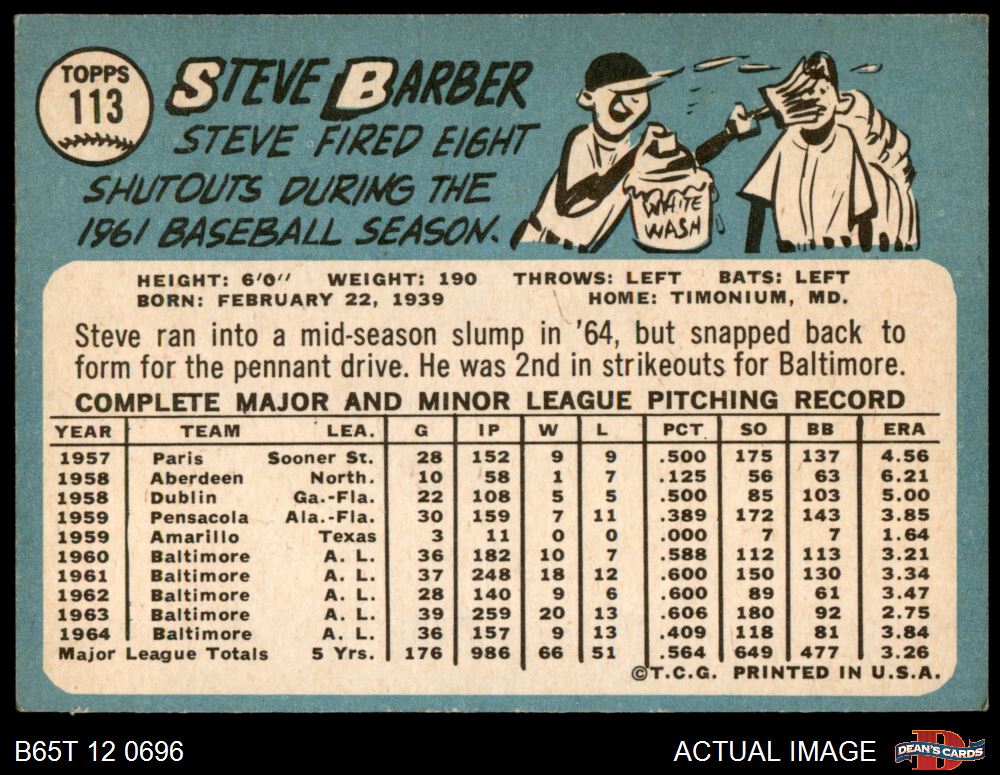 TOPPS
113
STEVE BARBER
STEVE FIRED EIGHT
SHUTOUTS DURING THE
1961 BASEBALL SEASON.
WHITE
WASH
HEIGHT: 6'0" WEIGHT: 190 THROWS: LEFT BATS: LEFT
BORN: FEBRUARY 22, 1939 HOME: TIMONIUM, MD.
Steve ran into a mid-season slump in '64, but snapped back to
form for the pennant drive. He was 2nd in strikeouts for Baltimore.
COMPLETE MAJOR AND MINOR LEAGUE PITCHING RECORD
YEAR TEAM LEA. G IP W L PCT SO BB ERA
1957 Paris Sooner St. 28 152 9 9 .500 175 137 4.56
1958 Aberdeen North. 10 58 1 7 .125 56 63 6.21
1958 Dublin Ga.-Fla. 22 108 5 5 .500 85 103 5.00
1959 Pensacola Ala.-Fla. 30 159 7 11 .389 172 143 3.85
1959 Amarillo Texas 3 11 0 0 .000 7 7 1.64
1960 Baltimore A. L. 36 182 10 7 .588 112 113 3.21
1961 Baltimore A. L. 37 248 18 12 .600 150 130 3.34
1962 Baltimore A. L. 28 140 9 6 .600 89 61 3.47
1963 Baltimore A. L. 39 259 20 13 .606 180 92 2.75
1964 Baltimore A. L. 36 157 9 13 .409 118 81 3.84
Major League Totals 5 Yrs. 176 986 66 51 .564 649 477 3.26
©T.C.G. PRINTED IN U.S.A.
B65T 12 0696 ACTUAL IMAGE DEAN'S CARDS